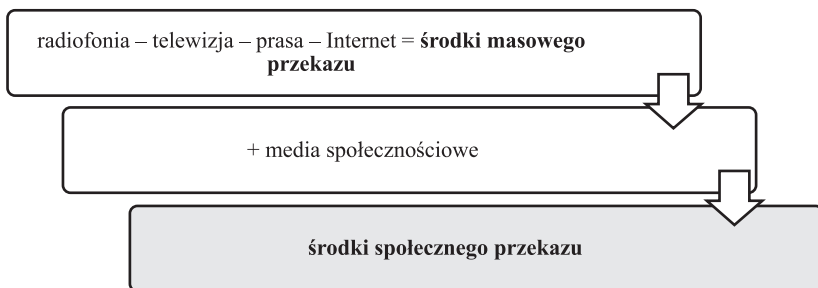 radiofonia – telewizja – prasa – Internet = środki masowego
przekazu
+ media społecznościowe
środki społecznego przekazu